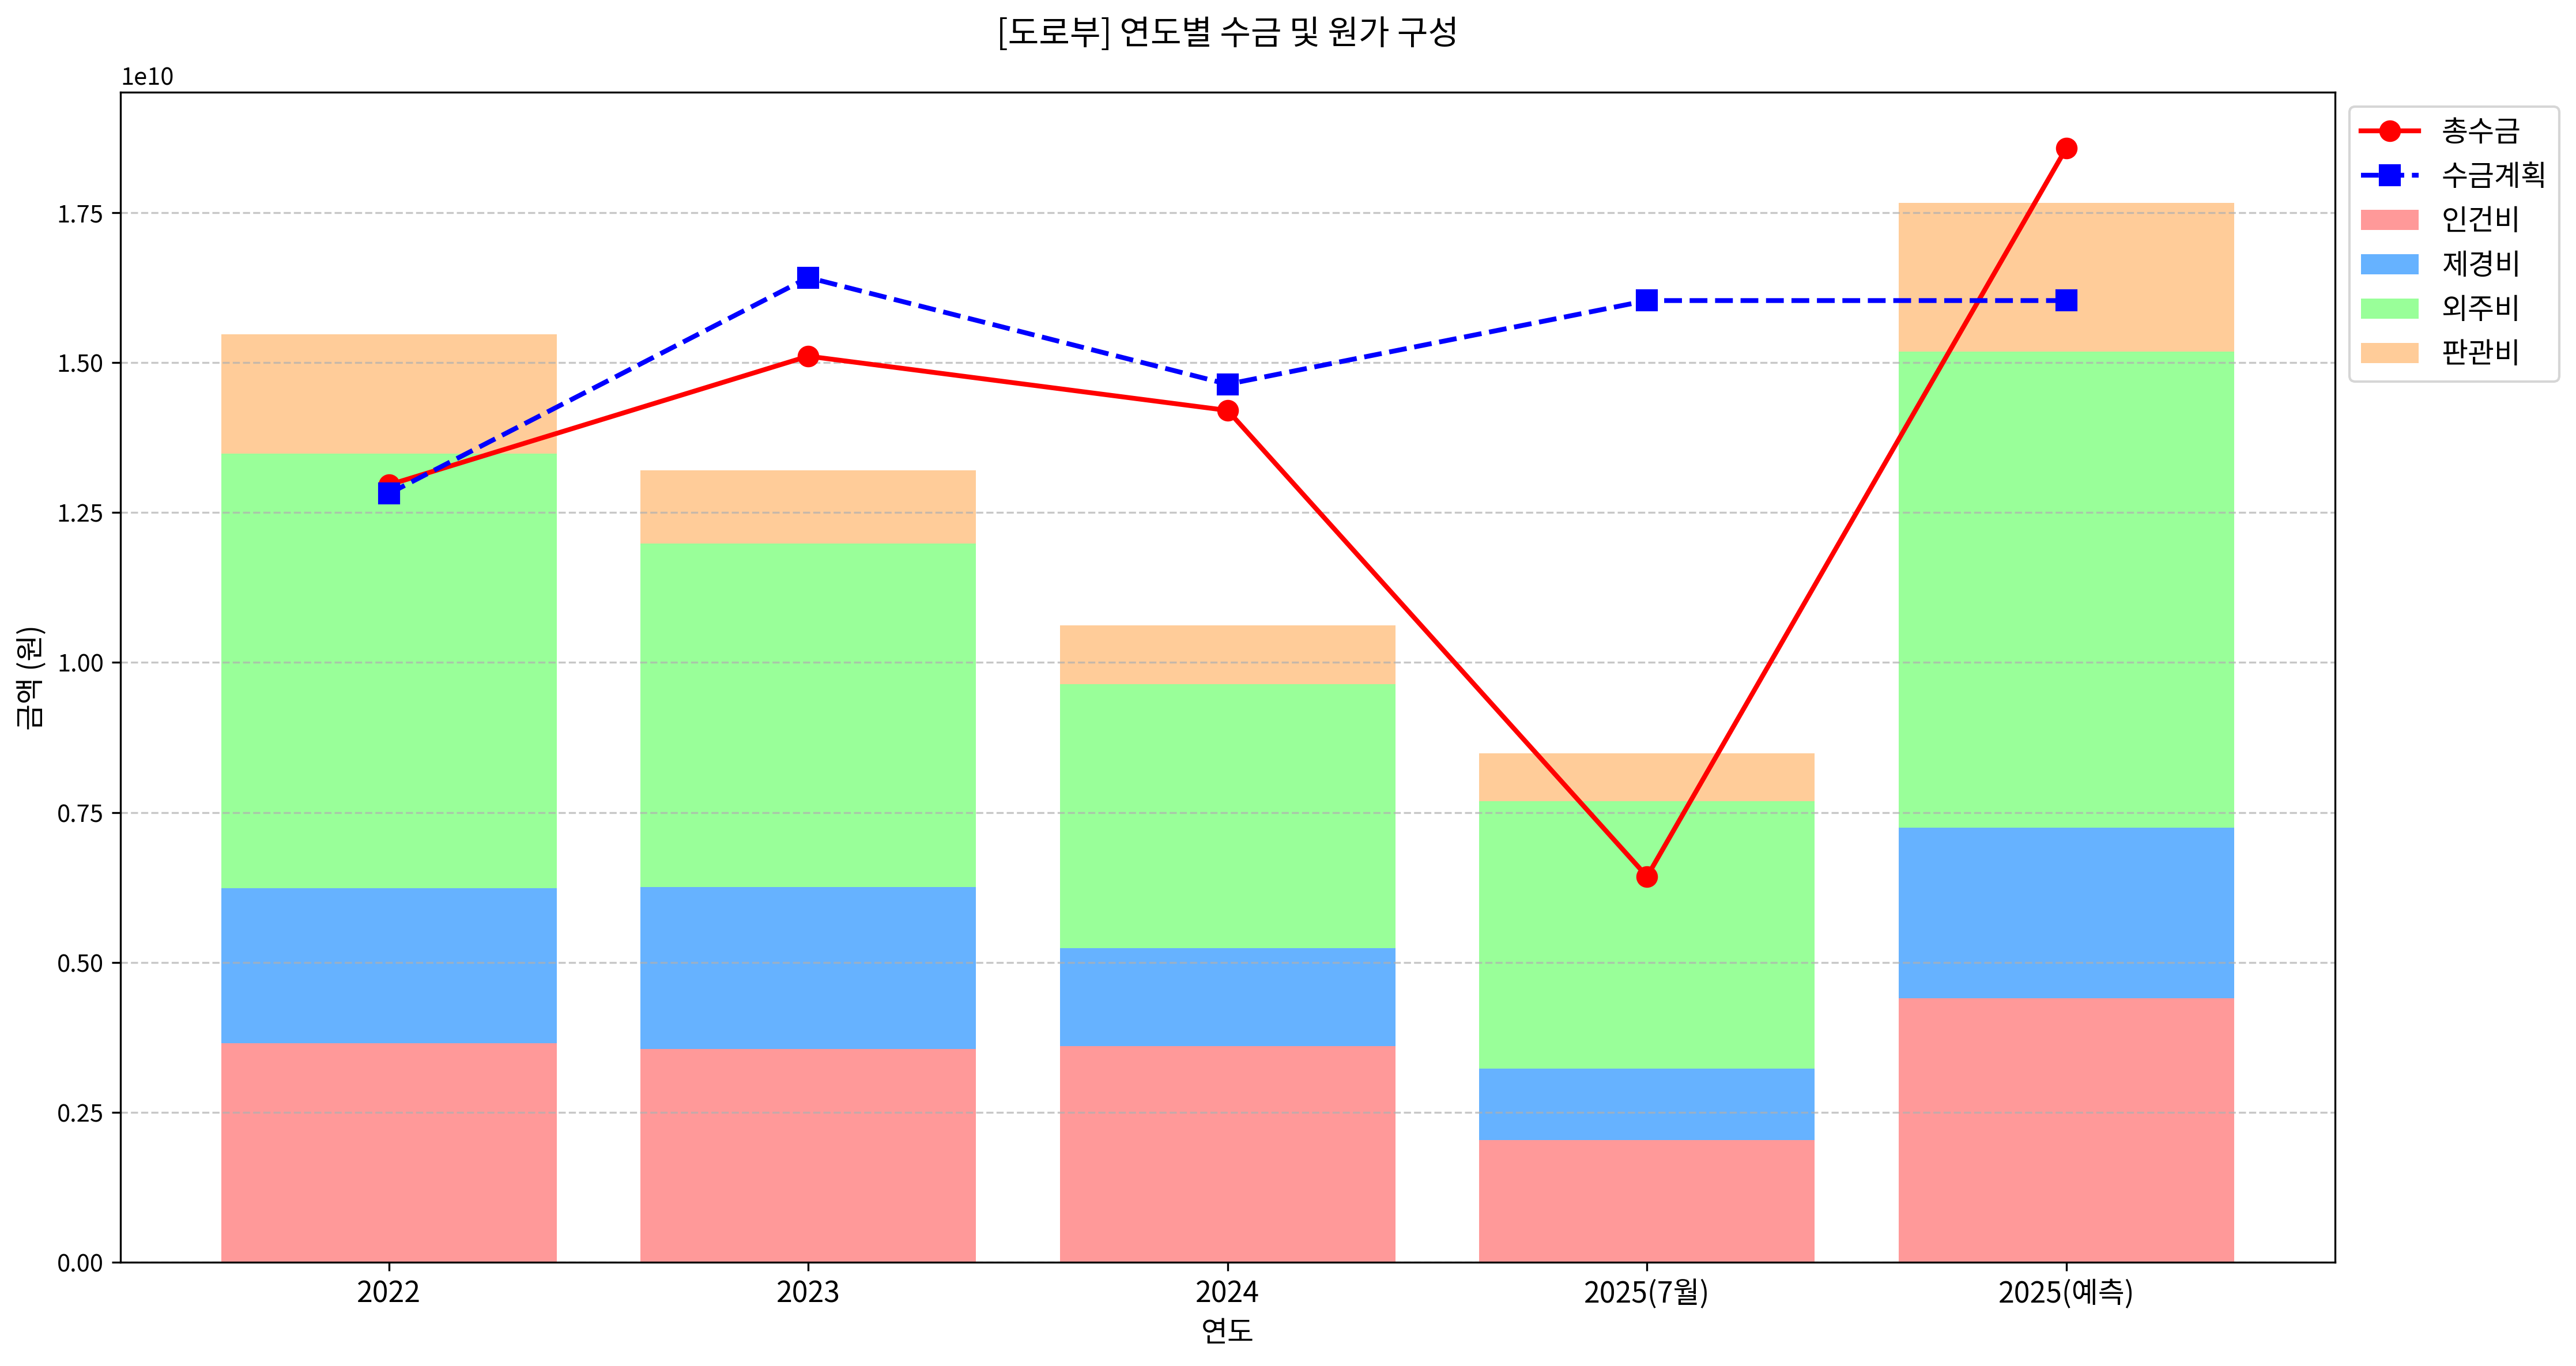 [도로부] 연도별 수금 및 원가 구성
1e10
총수금
수금계획
인건비
제경비
외주비
판관비
1.75
1.50
1.25
1.00
0.75
0.50
0.25
0.00
금액 (원)
2022
2023
2024
2025(7월)
2025(예측)
연도